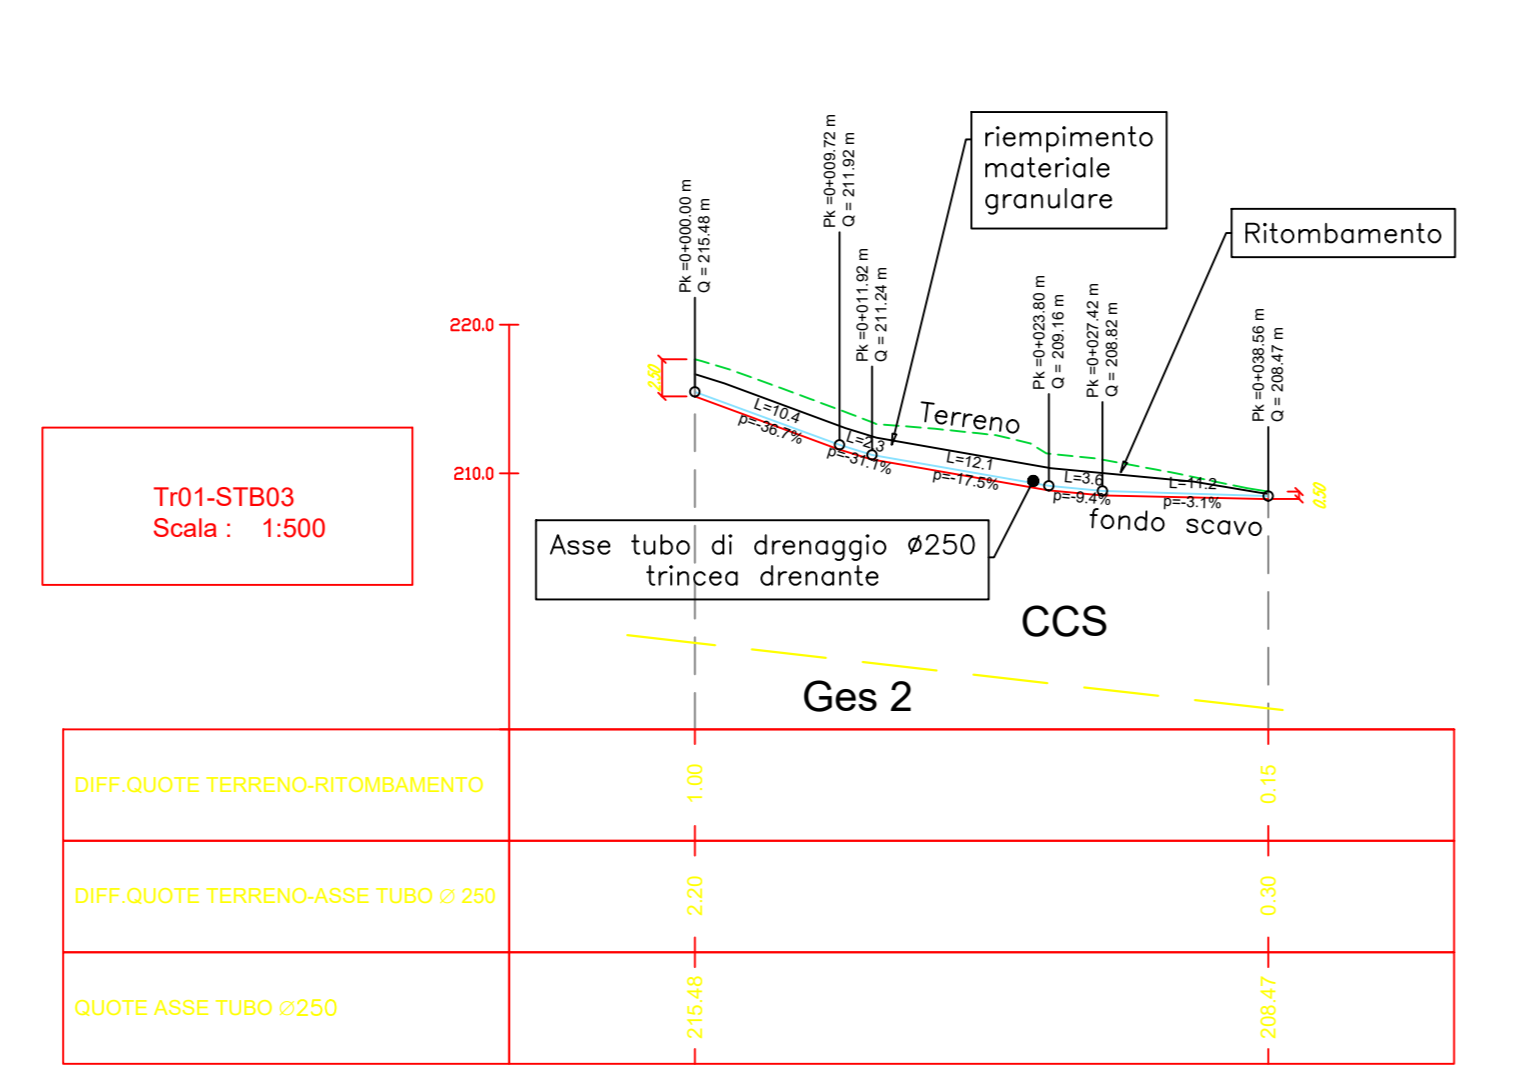 Pk =0+000.00 m
Q = 215.48 m
Pk =0+009.72 m
Q = 211.92 m
Pk =0+011.92 m
Q = 211.24 m
Pk =0+023.80 m
Q = 209.16 m
Pk =0+027.42 m
Q = 208.82 m
Pk =0+038.56 m
Q = 208.47 m
riempimento
materiale
granulare
Ritombamento
220.0
210.0
2.50
0.50
Terreno
L=10.4
p=-36.7%
L=2.3
p=-31.1%
L=12.1
p=-17.5%
L=3.6
p=-9.4%
L=11.2
p=-3.1%
fondo scavo
Tr01-STB03
Scala : 1:500
Asse tubo di drenaggio ø250
trincea drenante
CCS
Ges 2
DIFF.QUOTE TERRENO-RITOMBAMENTO
1.00
0.15
DIFF.QUOTE TERRENO-ASSE TUBO ∅ 250
2.20
0.30
QUOTE ASSE TUBO ∅250
215.48
208.47